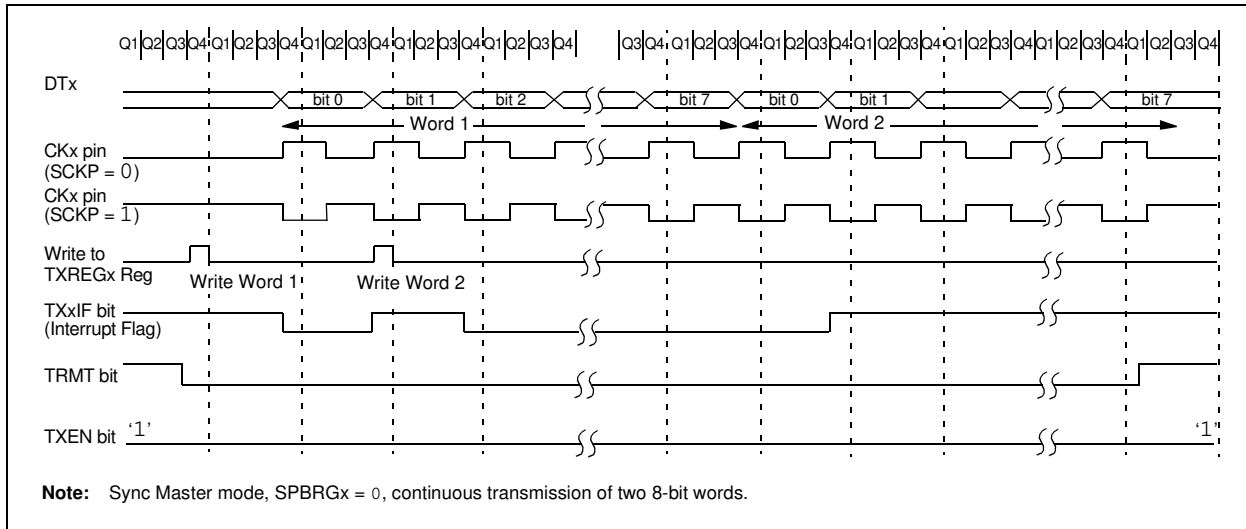 Q1 Q2 Q3 Q4 Q1 Q2 Q3 Q4 Q1 Q2 Q3 Q4 Q1 Q2 Q3 Q4 Q1 Q2 Q3 Q4 Q3 Q4 Q1 Q2 Q3 Q4 Q1 Q2 Q3 Q4 Q1 Q2 Q3 Q4 Q1 Q2 Q3 Q4 Q1 Q2 Q3 Q4 Q1 Q2 Q3 Q4
DTx
bit 0 bit 1 bit 2 bit 7 bit 0 bit 1 bit 7
Word 1 Word 2
CKx pin
(SCKP = 0)
CKx pin
(SCKP = 1)
Write to
TXREGx Reg
Write Word 1 Write Word 2
TXxIF bit
(Interrupt Flag)
TRMT bit
TXEN bit '1' '1'
Note: Sync Master mode, SPBRGx = 0, continuous transmission of two 8-bit words.